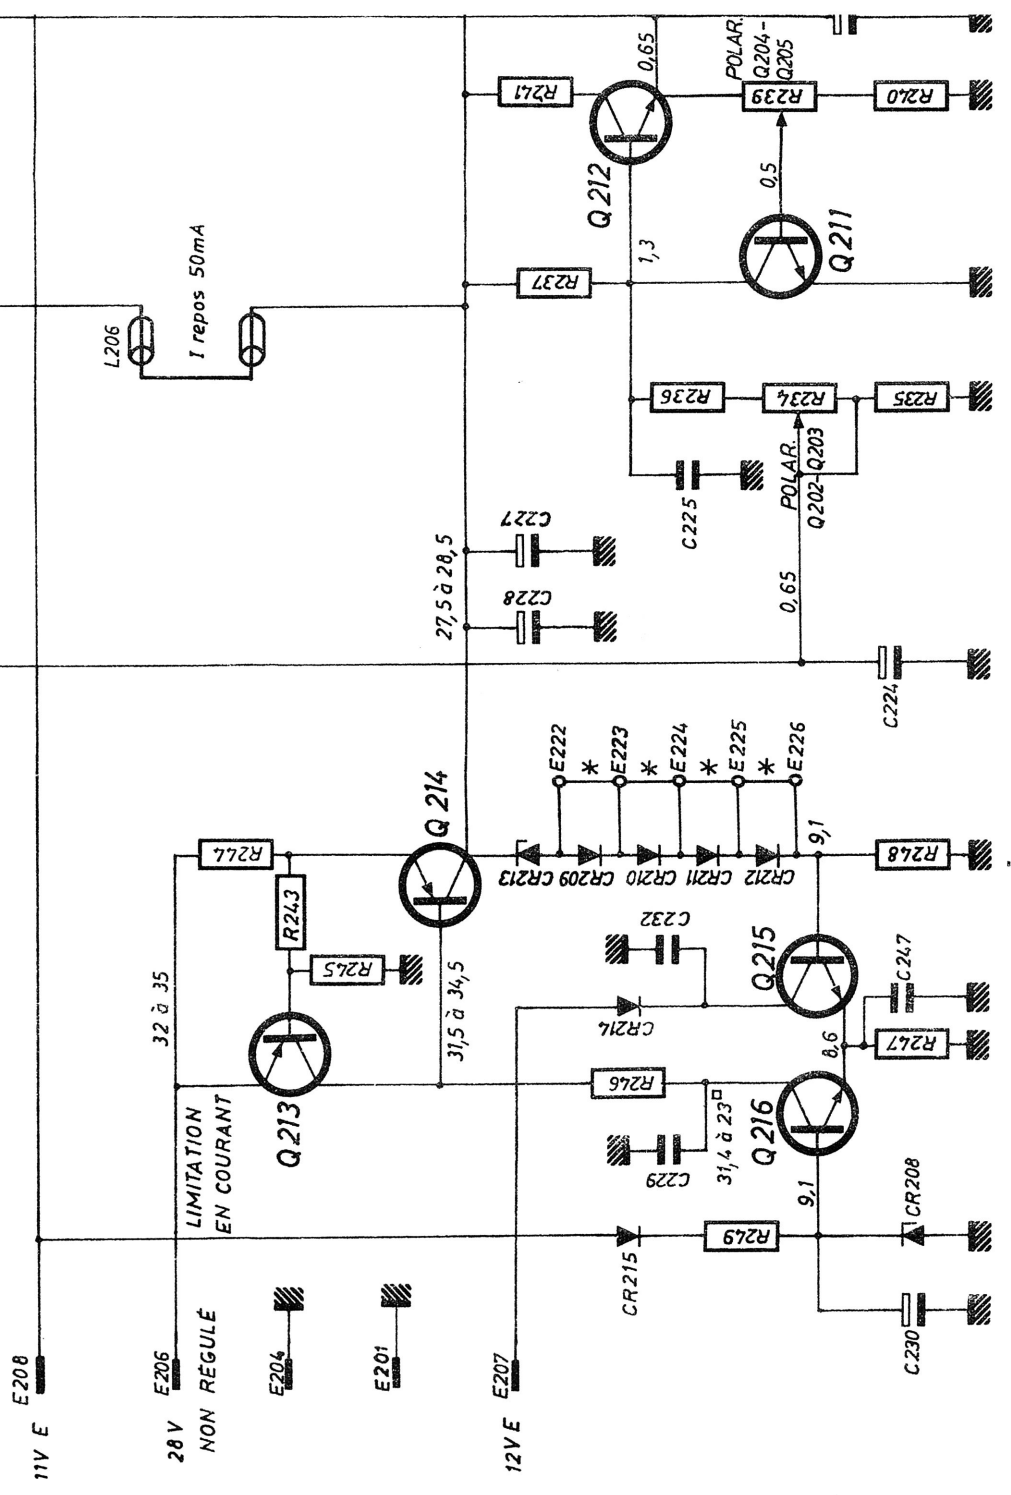 11V E
E208
28V
E206
NON RÉGULÉ
E204
E201
12VE
E207
LIMITATION
EN COURANT
Q213
32 à 35
R245
R243
R244
31,5 à 34,5
Q214
CR215
R249
C230
CR208
9,1
C229
31,4 à 23□
R246
Q216
8,6
R247
C247
CR214
C232
Q215
R248
9,1
CR213
CR209
CR210
CR211
CR212
E222
*
E223
*
E224
*
E225
*
E226
27,5 à 28,5
C228
C227
C224
0,65
C225
POLAR.
Q202-Q203
R236
R234
R235
L206
I repos 50mA
R237
1,3
Q211
0,5
Q212
R241
0,65
POLAR.
Q204-
Q205
R239
R240